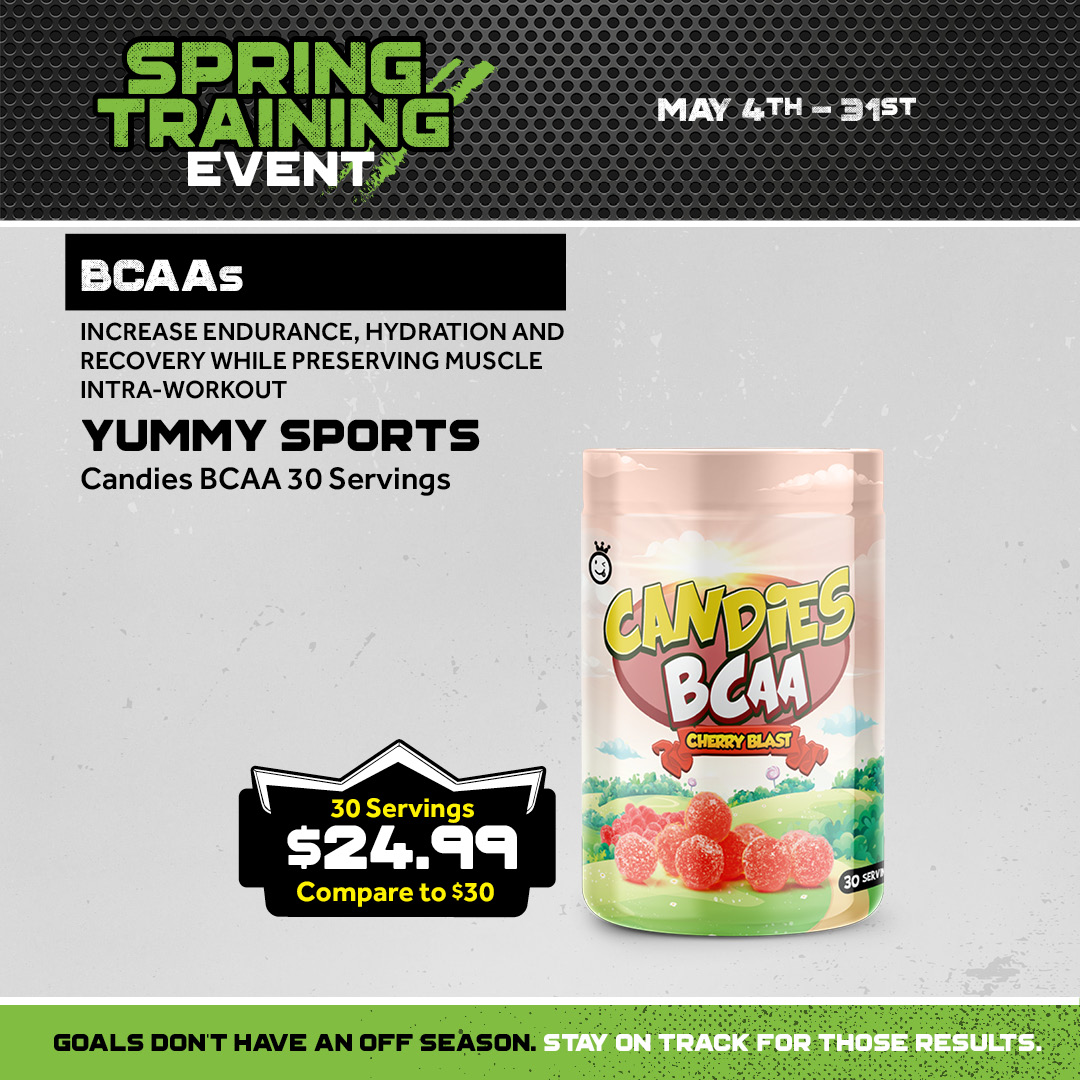 SPRING
TRAINING
EVENT
MAY 4TH – 31ST
BCAAs
INCREASE ENDURANCE, HYDRATION AND
RECOVERY WHILE PRESERVING MUSCLE
INTRA-WORKOUT
YUMMY SPORTS
Candies BCAA 30 Servings
CANDIES
BCAA
CHERRY BLAST
30 SERVIN
30 Servings
$24.99
Compare to $30
GOALS DON'T HAVE AN OFF SEASON. STAY ON TRACK FOR THOSE RESULTS.